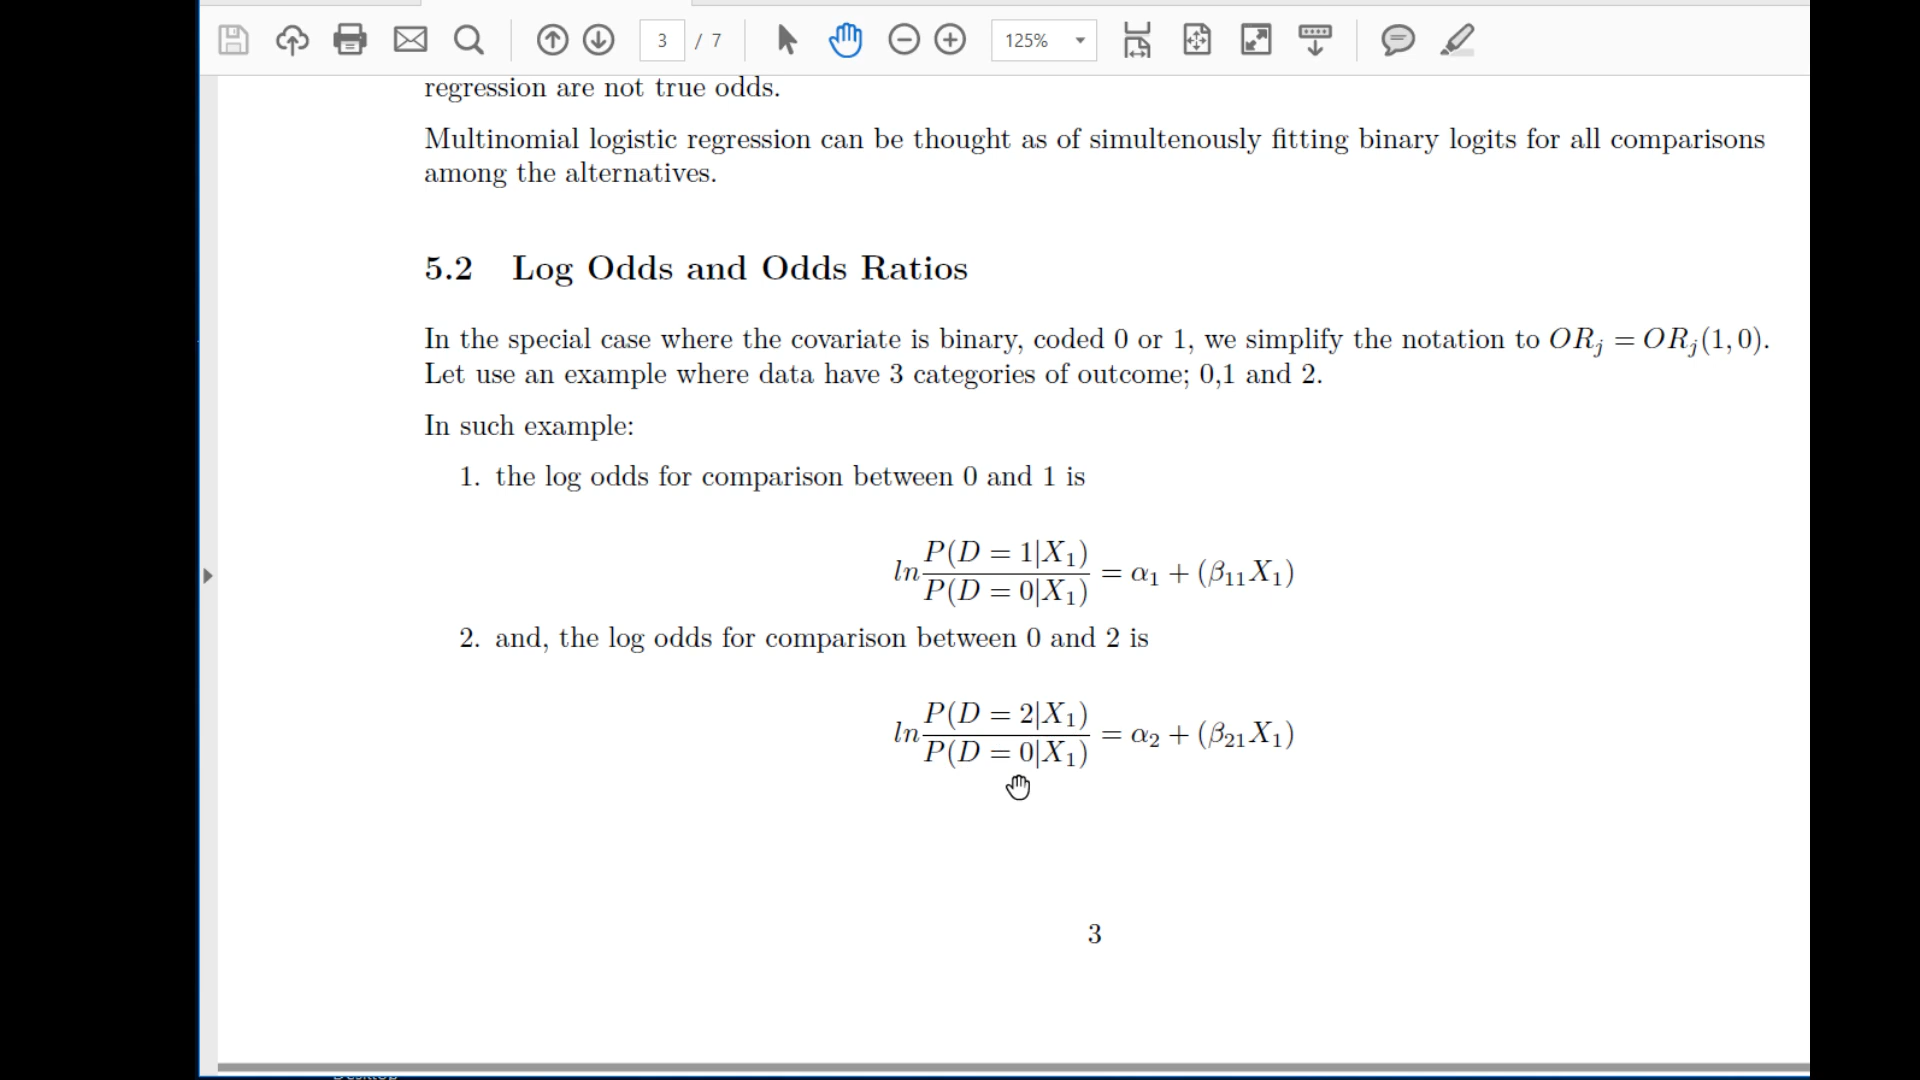 3 / 7 125%
regression are not true odds.
Multinomial logistic regression can be thought as of simultenously fitting binary logits for all comparisons
among the alternatives.
5.2 Log Odds and Odds Ratios
In the special case where the covariate is binary, coded 0 or 1, we simplify the notation to OR_j = OR_j(1, 0).
Let use an example where data have 3 categories of outcome; 0,1 and 2.
In such example:
1. the log odds for comparison between 0 and 1 is
ln P(D = 1|X₁) / P(D = 0|X₁) = α₁ + (β₁₁X₁)
2. and, the log odds for comparison between 0 and 2 is
ln P(D = 2|X₁) / P(D = 0|X₁) = α₂ + (β₂₁X₁)
3